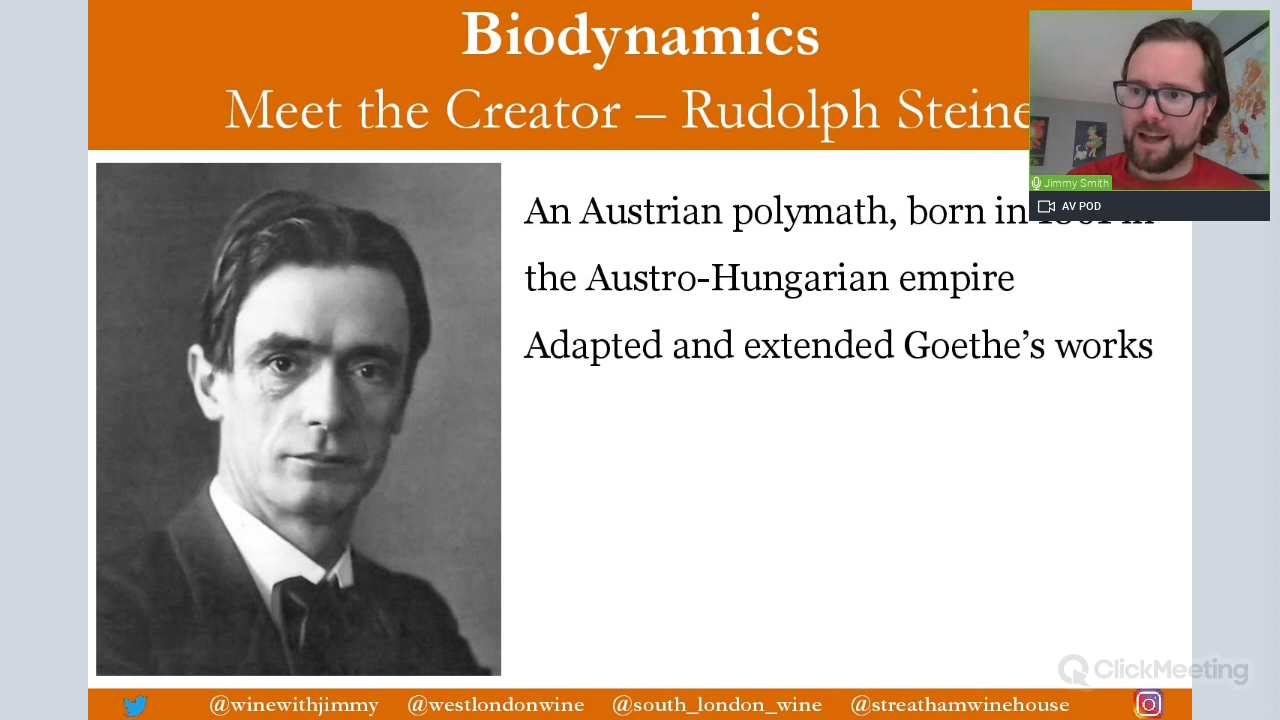 Biodynamics
Meet the Creator – Rudolph Steine
Jimmy Smith
AV POD
An Austrian polymath, born in
the Austro-Hungarian empire
Adapted and extended Goethe’s works
ClickMeeting
@winewithjimmy @westlondonwine @south_london_wine @streathamwinehouse